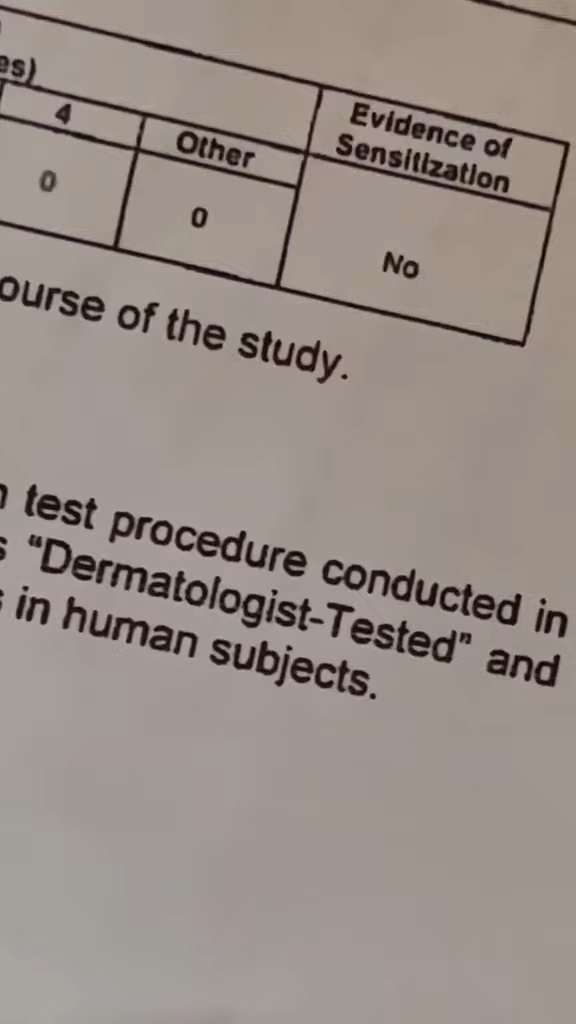 es)
4 Other Evidence of
Sensitization
0 0 No
ourse of the study.
test procedure conducted in
"Dermatologist-Tested" and
in human subjects.